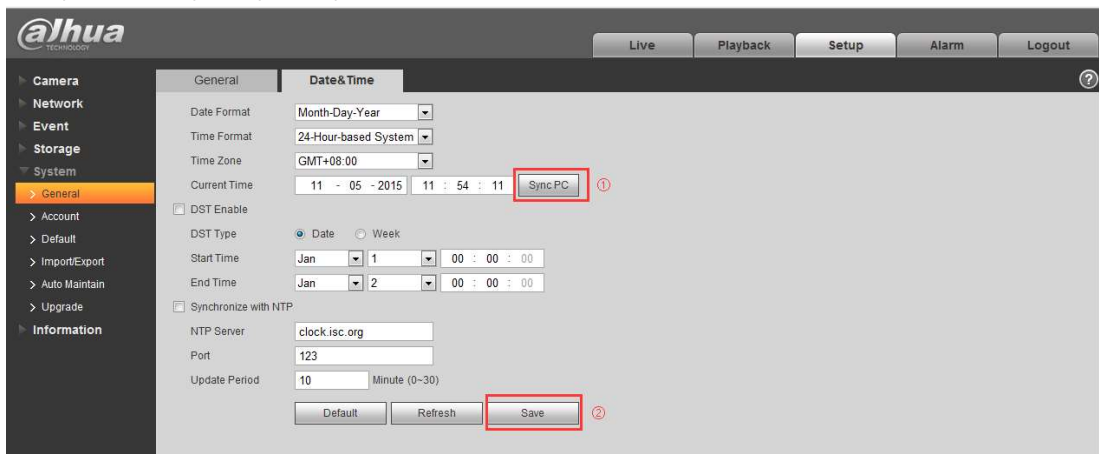 alhua
TECHNOLOGY
Live Playback Setup Alarm Logout
Camera
Network
Event
Storage
System
> General
> Account
> Default
> Import/Export
> Auto Maintain
> Upgrade
Information
General Date&Time ?
Date Format Month-Day-Year
Time Format 24-Hour-based System
Time Zone GMT+08:00
Current Time 11 - 05 - 2015 11 : 54 : 11 Sync PC ①
DST Enable
DST Type Date Week
Start Time Jan 1 00 : 00 : 00
End Time Jan 2 00 : 00 : 00
Synchronize with NTP
NTP Server clock.isc.org
Port 123
Update Period 10 Minute (0~30)
Default Refresh Save ②